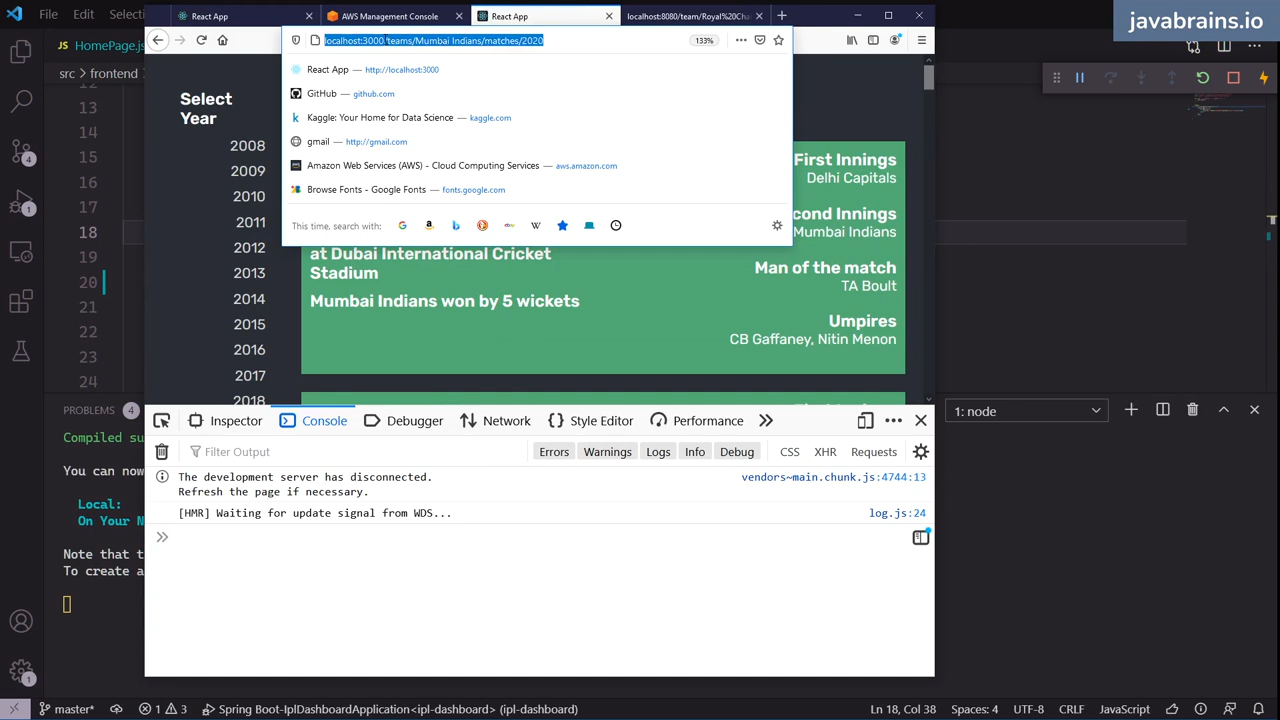 React App
AWS Management Console
React App
localhost:8080/team/Royal%20Cha
javabrains.io
HomePage.js
localhost:3000/teams/Mumbai Indians/matches/2020
133%
React App — http://localhost:3000
GitHub — github.com
Kaggle: Your Home for Data Science — kaggle.com
gmail — http://gmail.com
Amazon Web Services (AWS) - Cloud Computing Services — aws.amazon.com
Browse Fonts - Google Fonts — fonts.google.com
This time, search with:
src > frontend
File
Select
Year
2008
2009
2010
2011
2012
2013
2014
2015
2016
2017
2018
12
13
14
15
16
17
18
19
20
21
22
23
24
First Innings
Delhi Capitals
cond Innings
Mumbai Indians
at Dubai International Cricket
Stadium
Mumbai Indians won by 5 wickets
Man of the match
TA Boult
Umpires
CB Gaffaney, Nitin Menon
PROBLEMS 4
1: node
Compiled su
You can now
Local:
On Your N
Note that t
To create a
Inspector
Console
Debugger
Network
Style Editor
Performance
Filter Output
Errors
Warnings
Logs
Info
Debug
CSS
XHR
Requests
The development server has disconnected.
Refresh the page if necessary.
vendors~main.chunk.js:4744:13
[HMR] Waiting for update signal from WDS...
log.js:24
4
1
1
master*
1 3
Spring Boot-IplDashboardApplication<ipl-dashboard> (ipl-dashboard)
Ln 18, Col 38
Spaces: 4
UTF-8
CRLF
JavaScript